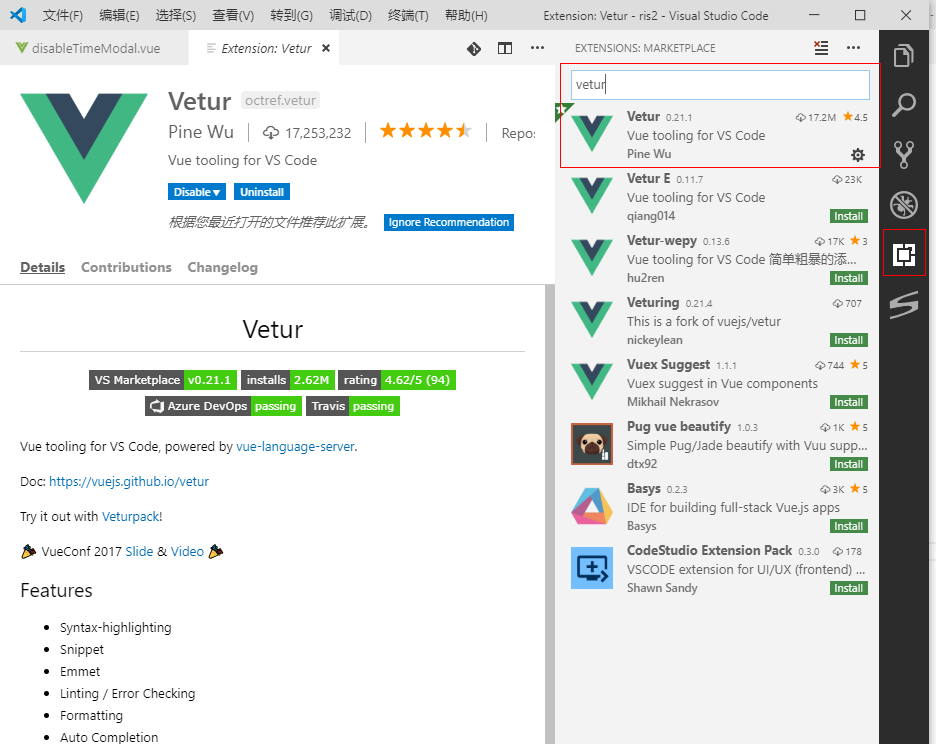 文件(F) 编辑(E) 选择(S) 查看(V) 转到(G) 调试(D) 终端(T) 帮助(H) Extension: Vetur - ris2 - Visual Studio Code
disableTimeModal.vue Extension: Vetur
Vetur octref.vetur
Pine Wu 17,253,232 Repo:
Vue tooling for VS Code
Disable Uninstall
根据您最近打开的文件推荐此扩展。 Ignore Recommendation
Details Contributions Changelog
Vetur
VS Marketplace v0.21.1 installs 2.62M rating 4.62/5 (94)
Azure DevOps passing Travis passing
Vue tooling for VS Code, powered by vue-language-server.
Doc: https://vuejs.github.io/vetur
Try it out with Veturpack!
VueConf 2017 Slide & Video
Features
Syntax-highlighting
Snippet
Emmet
Linting / Error Checking
Formatting
Auto Completion
EXTENSIONS: MARKETPLACE
vetur
Vetur 0.21.1 17.2M 4.5
Vue tooling for VS Code
Pine Wu
Vetur E 0.11.7 23K
Vue tooling for VS Code
qiang014 Install
Vetur-wepy 0.13.6 17K 3
Vue tooling for VS Code 简单粗暴的添...
hu2ren Install
Veturing 0.21.4 707
This is a fork of vuejs/vetur
nickeylean Install
Vuex Suggest 1.1.1 744 5
Vuex suggest in Vue components
Mikhail Nekrasov Install
Pug vue beautify 1.0.3 1K 5
Simple Pug/Jade beautify with Vuu supp...
dtx92 Install
Basys 0.2.3 3K 5
IDE for building full-stack Vue.js apps
Basys Install
CodeStudio Extension Pack 0.3.0 178
VSCODE extension for UI/UX (frontend) ...
Shawn Sandy Install